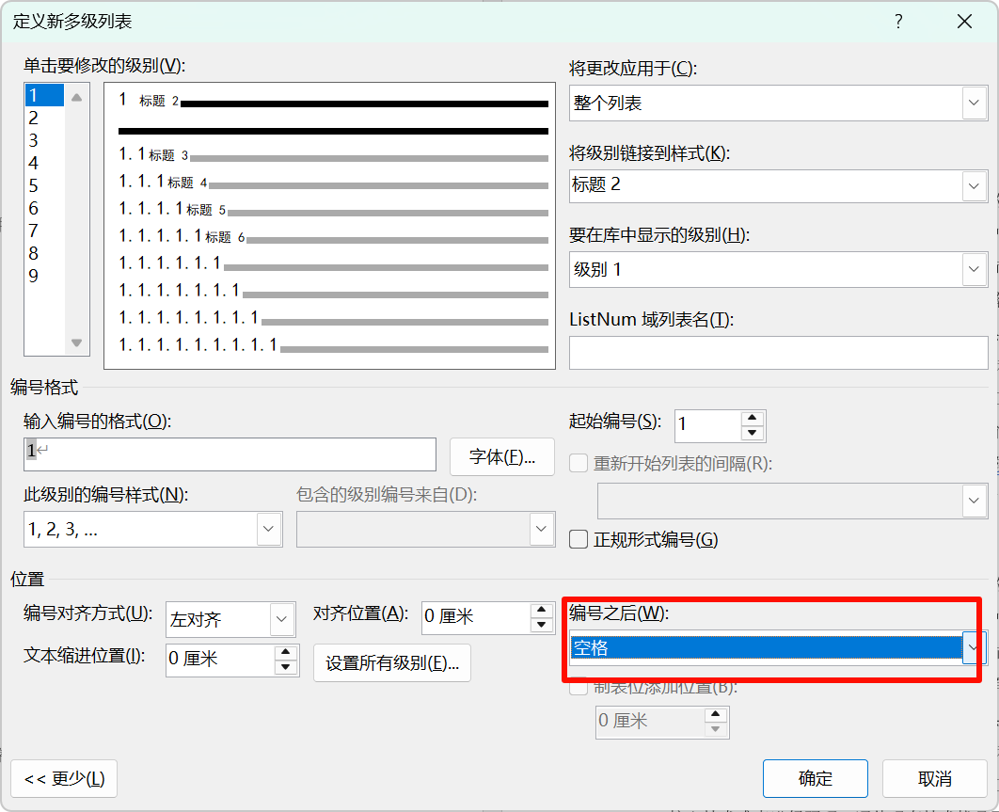 定义新多级列表 ?
单击要修改的级别(V):
1
2
3
4
5
6
7
8
9
1 标题 2
1.1标题 3
1.1.1标题 4
1.1.1.1标题 5
1.1.1.1.1标题 6
1.1.1.1.1.1
1.1.1.1.1.1.1
1.1.1.1.1.1.1.1
1.1.1.1.1.1.1.1.1
将更改应用于(C):
整个列表
将级别链接到样式(K):
标题 2
要在库中显示的级别(H):
级别 1
ListNum 域列表名(T):
编号格式
输入编号的格式(O):
1↵
字体(F)...
起始编号(S): 1
重新开始列表的间隔(R):
此级别的编号样式(N):
1, 2, 3, ...
包含的级别编号来自(D):
正规形式编号(G)
位置
编号对齐方式(U): 左对齐
对齐位置(A): 0 厘米
文本缩进位置(I): 0 厘米
设置所有级别(E)...
编号之后(W):
空格
制表位添加位置(B):
0 厘米
<< 更少(L)
确定
取消